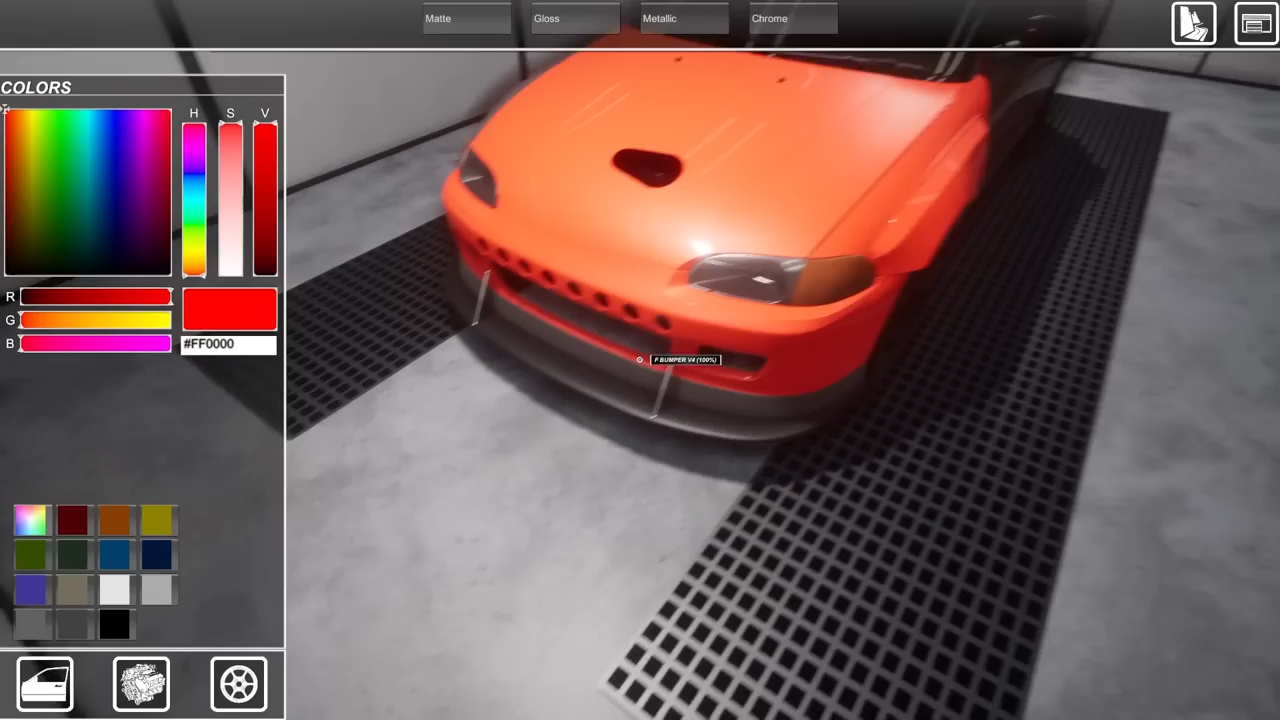 Matte
Gloss
Metallic
Chrome
COLORS
H
S
V
R
G
B
#FF0000
F BUMPER V4 (100%)